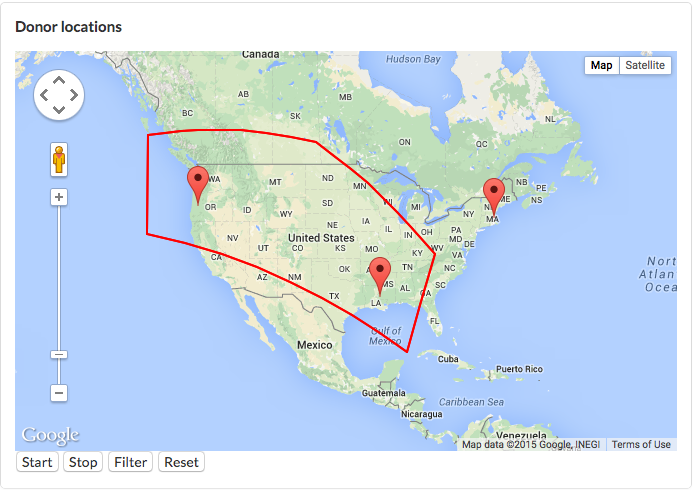 Donor locations
Canada
Hudson Bay
Map Satellite
AB
MB
BC
SK
NL
ON
QC
WA
ND
NB
PE
MT
MN
ME
NS
OR
ID
SD
WI
MI
NY
MA
WY
IA
NE
PA
IL IN OH
MD
NV
United States
DE
UT CO KS MO
WV VA
KY
CA
NC
OK
TN
AZ NM
SC
MS AL GA
TX
LA
FL
North
Atlan
Ocea
Gulf of
Mexico
Mexico
Cuba
Puerto Rico
Guatemala
Caribbean Sea
Nicaragua
Venezuela
Google
Map data ©2015 Google, INEGI Terms of Use
Start Stop Filter Reset